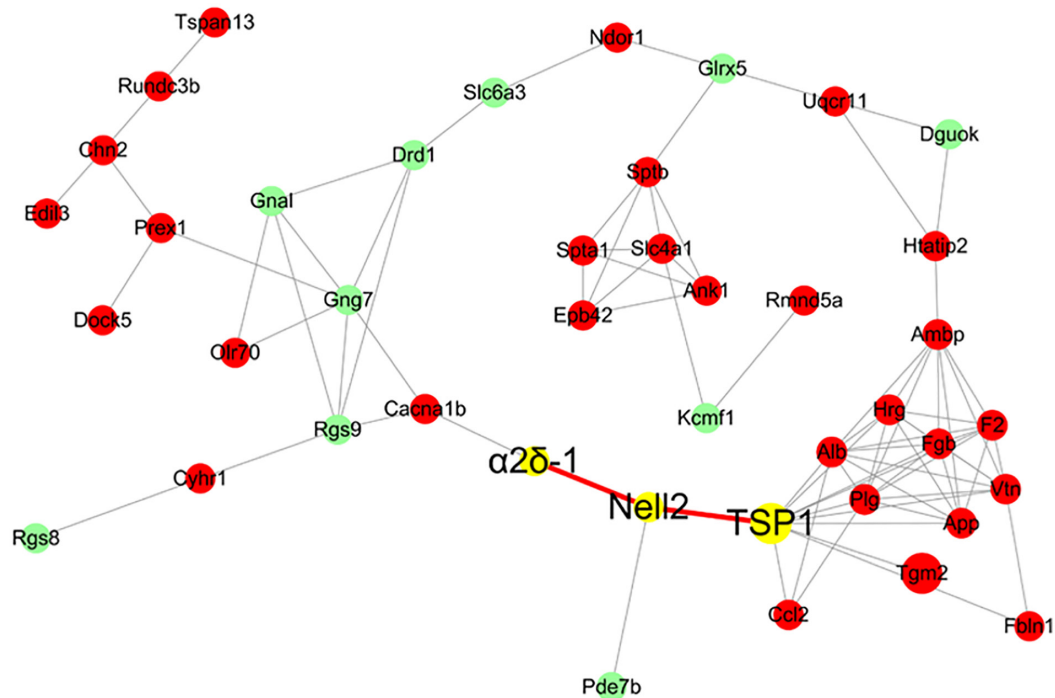 Tspan13
Ndor1
Glrx5
Rundc3b
Slc6a3
Uqcr11
Dguok
Chn2
Drd1
Sptb
Gnal
Edil3
Prex1
Spta1
Slc4a1
Htatip2
Ank1
Gng7
Rmnd5a
Dock5
Epb42
Ambp
Olr70
Cacna1b
Kcmf1
Hrg
F2
Rgs9
Fgb
Alb
α2δ-1
Cyhr1
Vtn
Plg
Nell2
TSP1
App
Rgs8
Tgm2
Ccl2
Fbln1
Pde7b